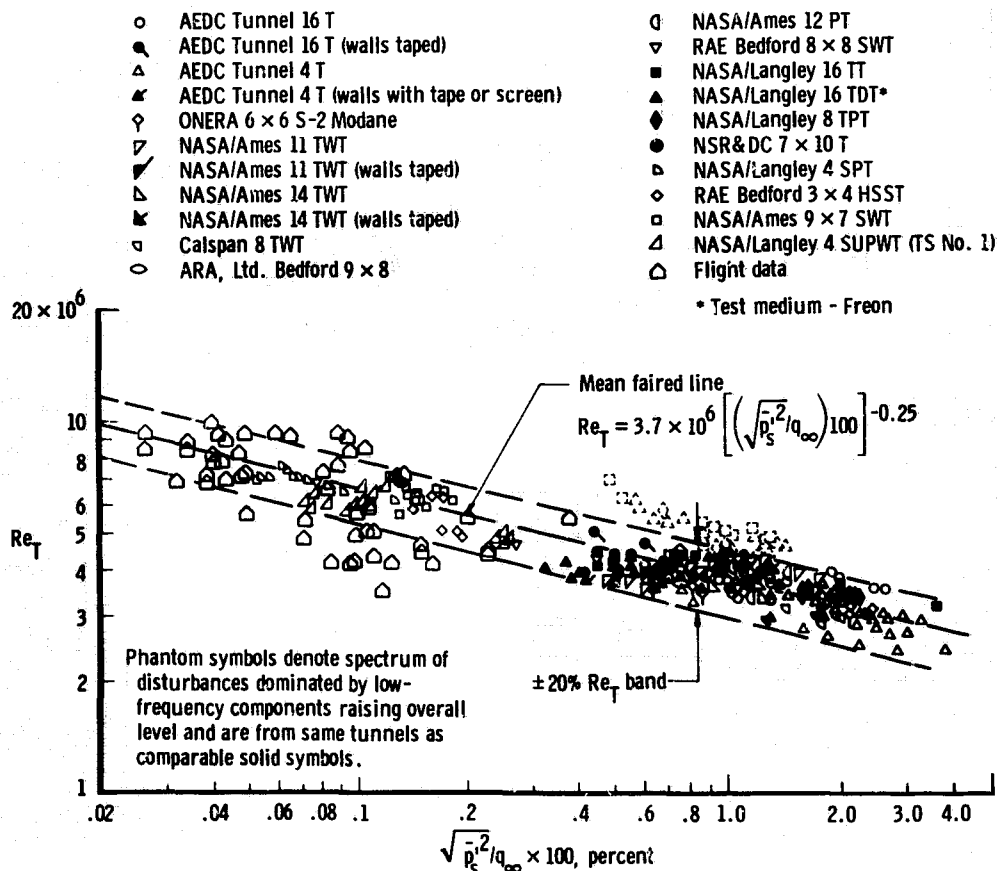 AEDC Tunnel 16 T
AEDC Tunnel 16 T (walls taped)
AEDC Tunnel 4 T
AEDC Tunnel 4 T (walls with tape or screen)
ONERA 6 × 6 S-2 Modane
NASA/Ames 11 TWT
NASA/Ames 11 TWT (walls taped)
NASA/Ames 14 TWT
NASA/Ames 14 TWT (walls taped)
Calspan 8 TWT
ARA, Ltd. Bedford 9 × 8
NASA/Ames 12 PT
RAE Bedford 8 × 8 SWT
NASA/Langley 16 TT
NASA/Langley 16 TDT*
NASA/Langley 8 TPT
NSR&DC 7 × 10 T
NASA/Langley 4 SPT
RAE Bedford 3 × 4 HSST
NASA/Ames 9 × 7 SWT
NASA/Langley 4 SUPWT (TS No. 1)
Flight data
* Test medium - Freon
20 × 10⁶
10
8
6
5
4
2
1
Re_T
Mean faired line
Re_T = 3.7 × 10⁶ [(√p̄'_s²/q_∞)100]^-0.25
±20% Re_T band
Phantom symbols denote spectrum of
disturbances dominated by low-
frequency components raising overall
level and are from same tunnels as
comparable solid symbols.
.02 .04 .06 .08 0.1 .2 .4 .6 .8 1.0 2.0 3.0 4.0
√p̄'_s²/q_∞ × 100, percent